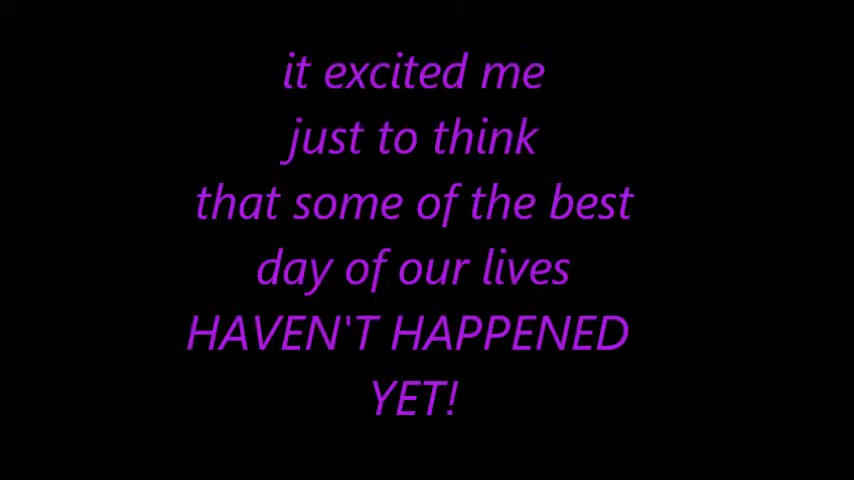 it excited me
just to think
that some of the best
day of our lives
HAVEN'T HAPPENED
YET!